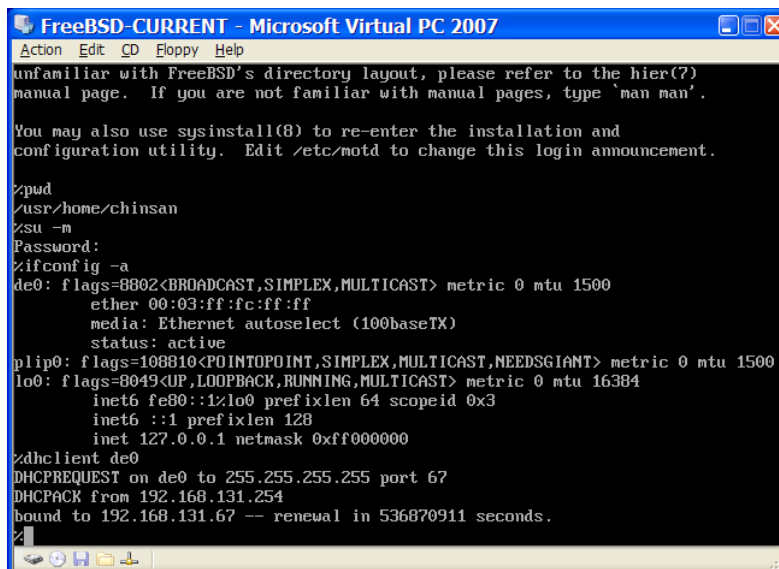 FreeBSD-CURRENT - Microsoft Virtual PC 2007
Action Edit CD Floppy Help
unfamiliar with FreeBSD's directory layout, please refer to the hier(7)
manual page.  If you are not familiar with manual pages, type `man man'.
You may also use sysinstall(8) to re-enter the installation and
configuration utility.  Edit /etc/motd to change this login announcement.
%pwd
/usr/home/chinsan
%su -m
Password:
%ifconfig -a
de0: flags=8802<BROADCAST,SIMPLEX,MULTICAST> metric 0 mtu 1500
ether 00:03:ff:fc:ff:ff
media: Ethernet autoselect (100baseTX)
status: active
plip0: flags=108810<POINTOPOINT,SIMPLEX,MULTICAST,NEEDSGIANT> metric 0 mtu 1500
lo0: flags=8049<UP,LOOPBACK,RUNNING,MULTICAST> metric 0 mtu 16384
inet6 fe80::1%lo0 prefixlen 64 scopeid 0x3
inet6 ::1 prefixlen 128
inet 127.0.0.1 netmask 0xff000000
%dhclient de0
DHCPREQUEST on de0 to 255.255.255.255 port 67
DHCPACK from 192.168.131.254
bound to 192.168.131.67 -- renewal in 536870911 seconds.
%